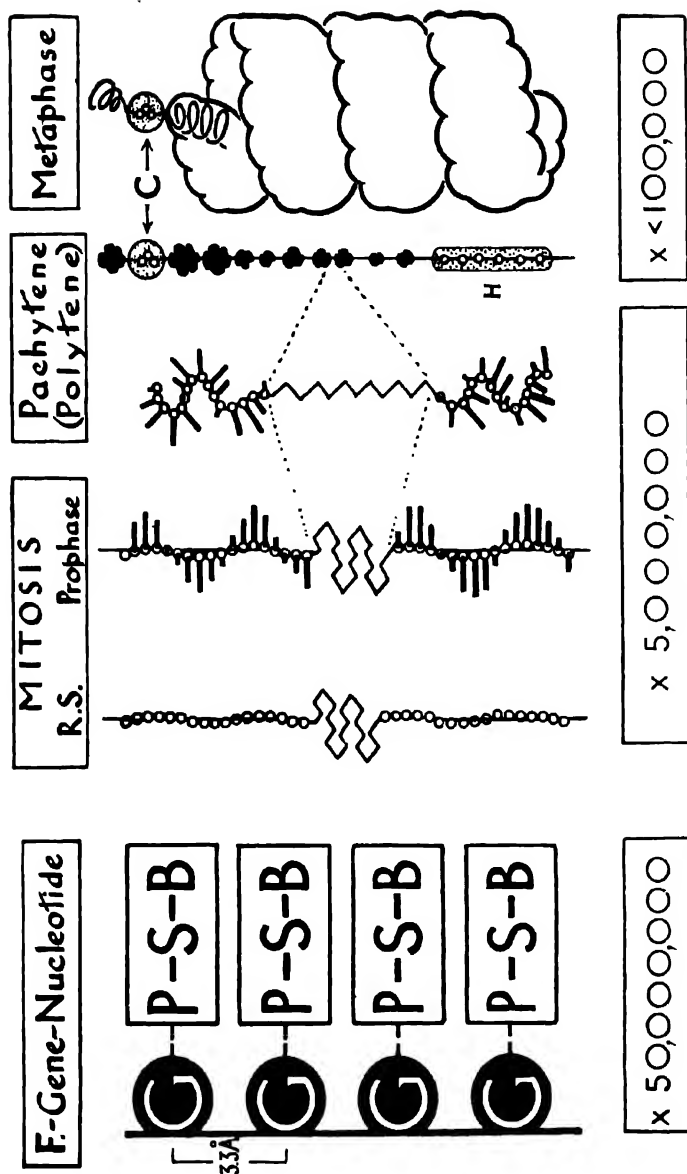 F.-Gene-Nucleotide
MITOSIS
R.S. Prophase
Pachytene
(Polytene)
Metaphase
3.3Å
G P-S-B
G P-S-B
G P-S-B
G P-S-B
C
H
x 50,000,000
x 5,000,000
x <100,000